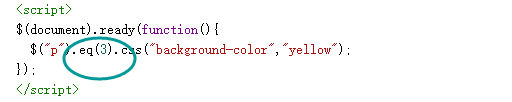 <script>
$(document).ready(function(){
  $("p").eq(3).css("background-color","yellow");
});
</script>